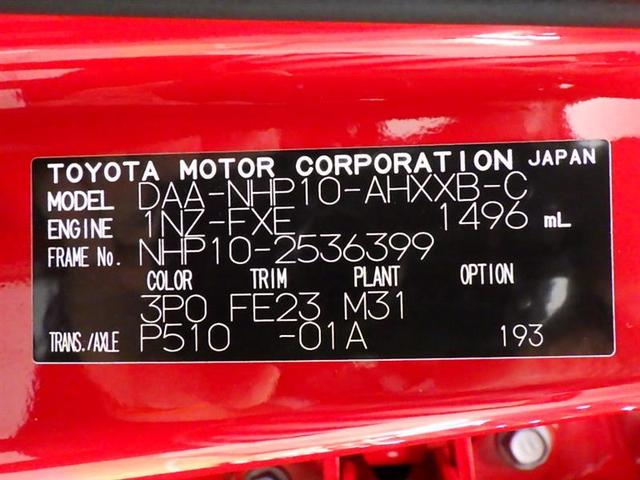 TOYOTA MOTOR CORPORATION JAPAN
MODEL DAA-NHP10-AHXXB-C
ENGINE 1NZ-FXE 1496 mL
FRAME No. NHP10-2536399
COLOR TRIM PLANT OPTION
3P0 FE23 M31
TRANS./AXLE P510 -01A 193